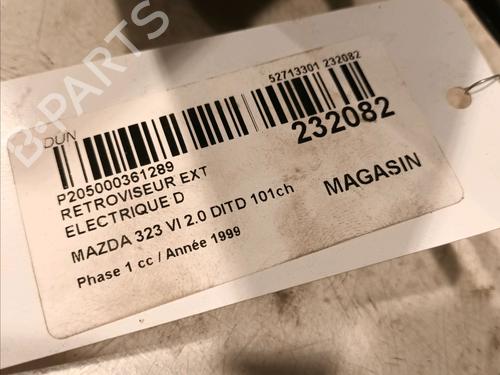 B-PARTS
52713301 232082
DUN
232082
P205000361289
RETROVISEUR EXT
ELECTRIQUE D
MAGASIN
MAZDA 323 VI 2.0 DITD 101ch
Phase 1 cc / Année 1999